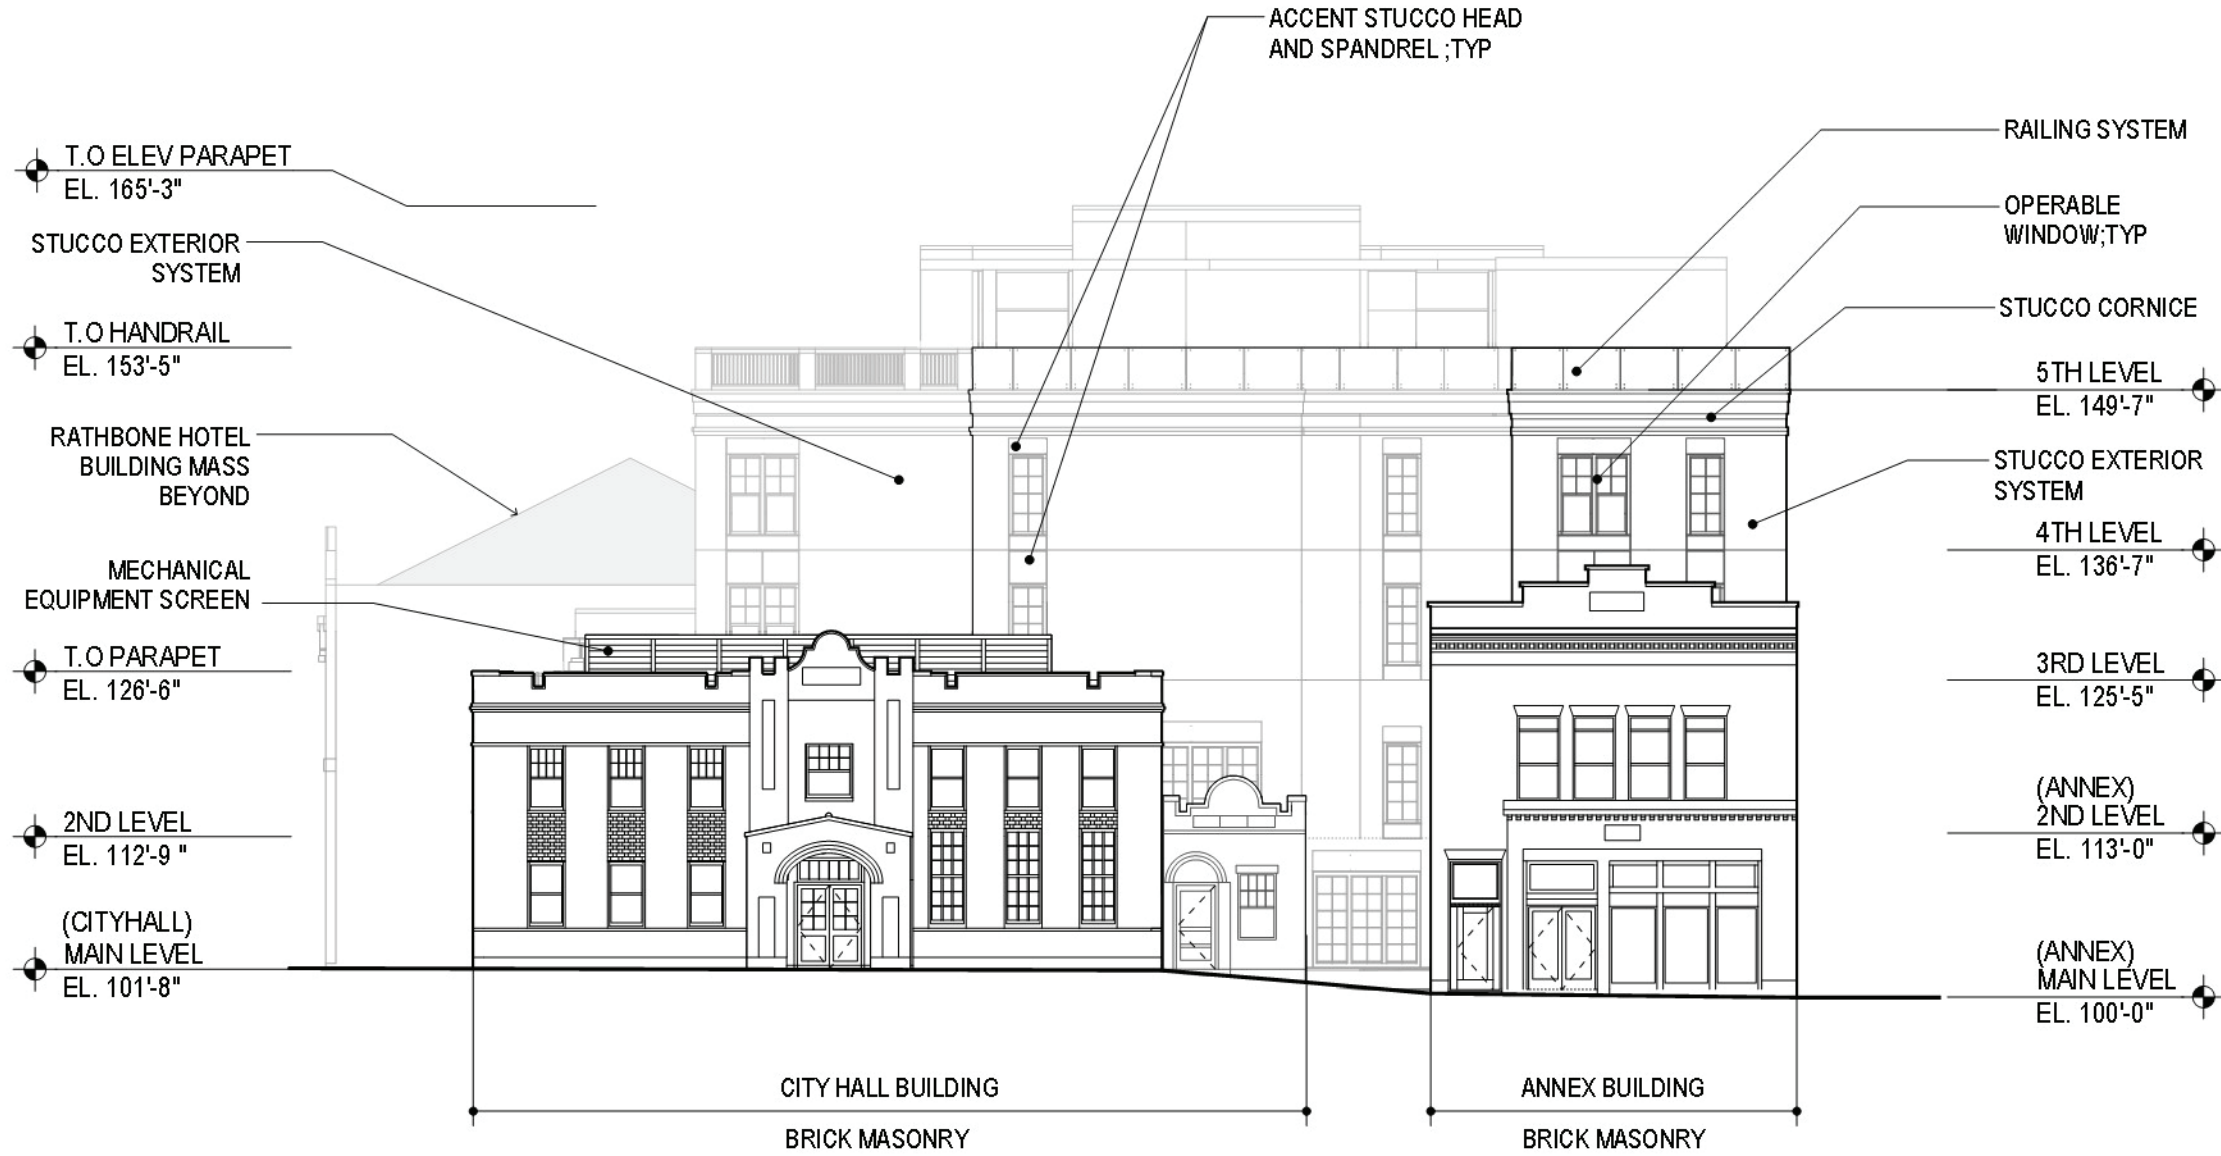 ACCENT STUCCO HEAD
AND SPANDREL ;TYP
T.O ELEV PARAPET
EL. 165'-3"
STUCCO EXTERIOR
SYSTEM
T.O HANDRAIL
EL. 153'-5"
RATHBONE HOTEL
BUILDING MASS
BEYOND
MECHANICAL
EQUIPMENT SCREEN
T.O PARAPET
EL. 126'-6"
2ND LEVEL
EL. 112'-9 "
(CITYHALL)
MAIN LEVEL
EL. 101'-8"
RAILING SYSTEM
OPERABLE
WINDOW;TYP
STUCCO CORNICE
5TH LEVEL
EL. 149'-7"
STUCCO EXTERIOR
SYSTEM
4TH LEVEL
EL. 136'-7"
3RD LEVEL
EL. 125'-5"
(ANNEX)
2ND LEVEL
EL. 113'-0"
(ANNEX)
MAIN LEVEL
EL. 100'-0"
CITY HALL BUILDING
BRICK MASONRY
ANNEX BUILDING
BRICK MASONRY